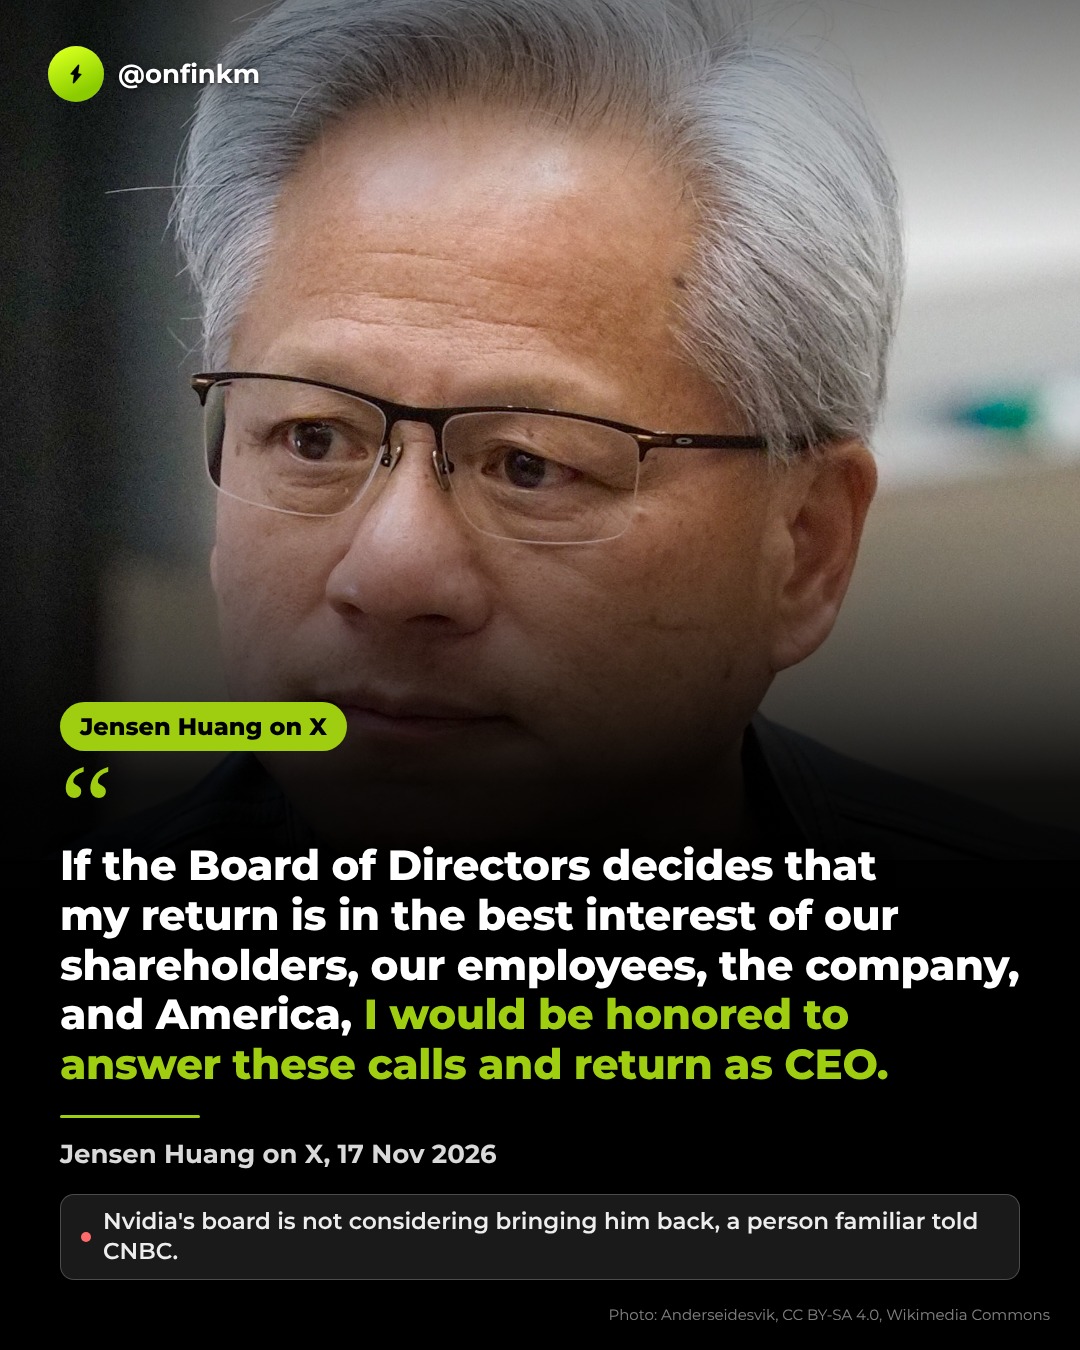 @onfinkm
Jensen Huang on X
“
If the Board of Directors decides that
my return is in the best interest of our
shareholders, our employees, the company,
and America, I would be honored to
answer these calls and return as CEO.
Jensen Huang on X, 17 Nov 2026
Nvidia's board is not considering bringing him back, a person familiar told
CNBC.
Photo: Anderseidesvik, CC BY-SA 4.0, Wikimedia Commons